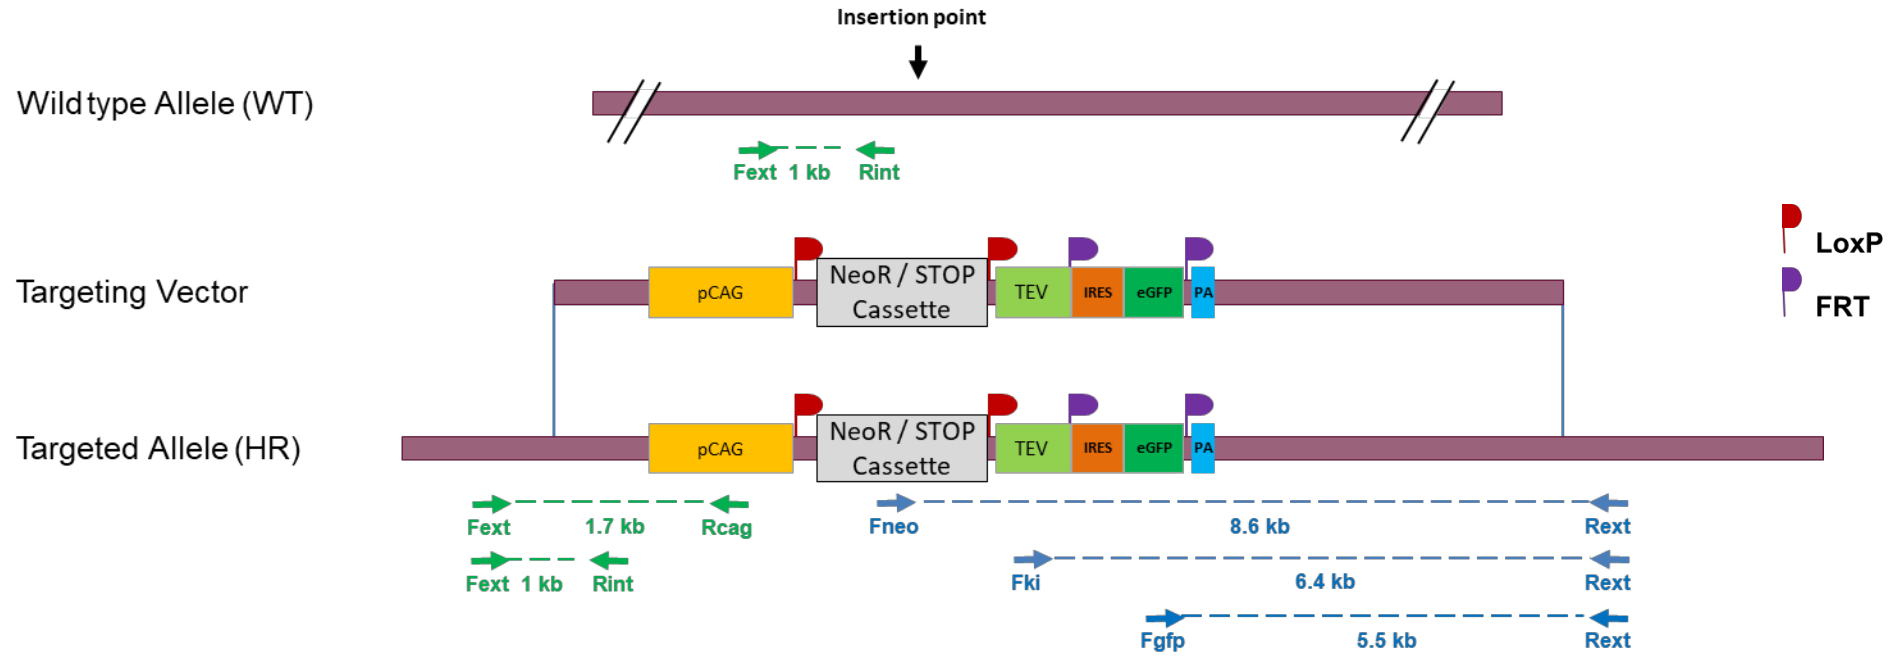 Insertion point
Wild type Allele (WT)
Fext 1 kb Rint
LoxP
FRT
Targeting Vector
pCAG
NeoR / STOP
Cassette
TEV
IRES
eGFP
PA
Targeted Allele (HR)
pCAG
NeoR / STOP
Cassette
TEV
IRES
eGFP
PA
Fext 1.7 kb Rcag
Fneo 8.6 kb Rext
Fext 1 kb Rint
Fki 6.4 kb Rext
Fgfp 5.5 kb Rext